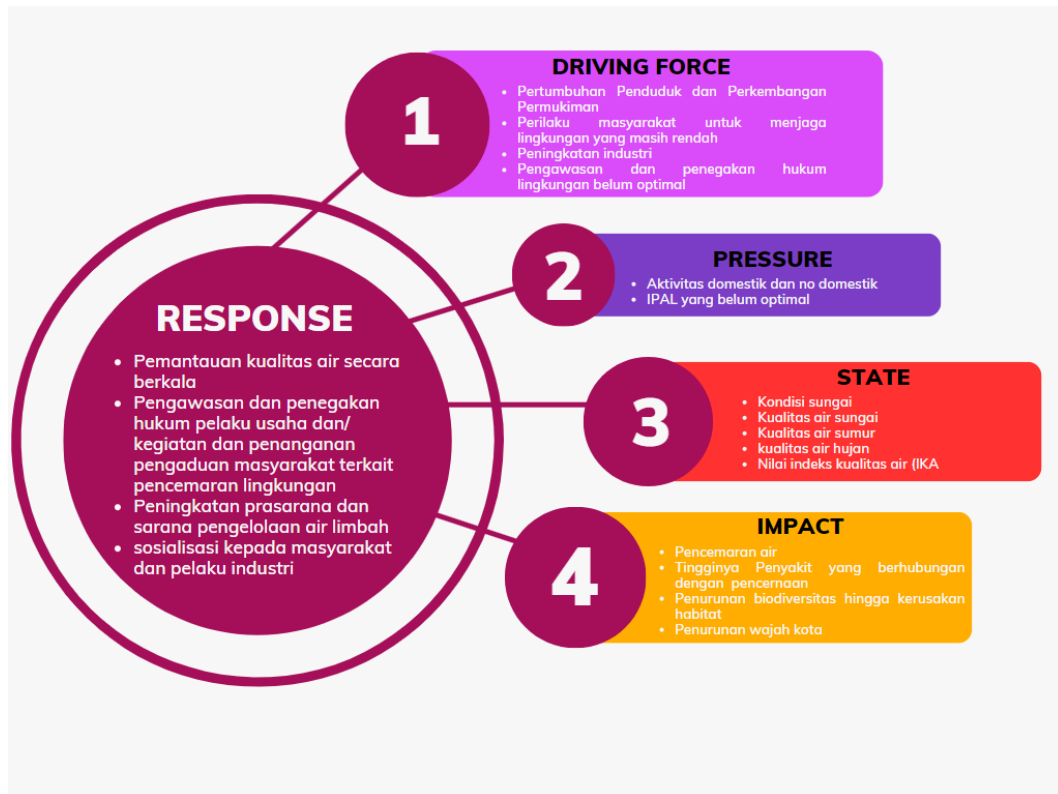 1
DRIVING FORCE
• Pertumbuhan Penduduk dan Perkembangan
Permukiman
• Perilaku masyarakat untuk menjaga
lingkungan yang masih rendah
• Peningkatan industri
• Pengawasan dan penegakan hukum
lingkungan belum optimal
2
PRESSURE
• Aktivitas domestik dan no domestik
• IPAL yang belum optimal
RESPONSE
• Pemantauan kualitas air secara
berkala
• Pengawasan dan penegakan
hukum pelaku usaha dan/
kegiatan dan penanganan
pengaduan masyarakat terkait
pencemaran lingkungan
• Peningkatan prasarana dan
sarana pengelolaan air limbah
• sosialisasi kepada masyarakat
dan pelaku industri
3
STATE
• Kondisi sungai
• Kualitas air sungai
• Kualitas air sumur
• kualitas air hujan
• Nilai indeks kualitas air (IKA
4
IMPACT
• Pencemaran air
• Tingginya Penyakit yang berhubungan
dengan pencernaan
• Penurunan biodiversitas hingga kerusakan
habitat
• Penurunan wajah kota